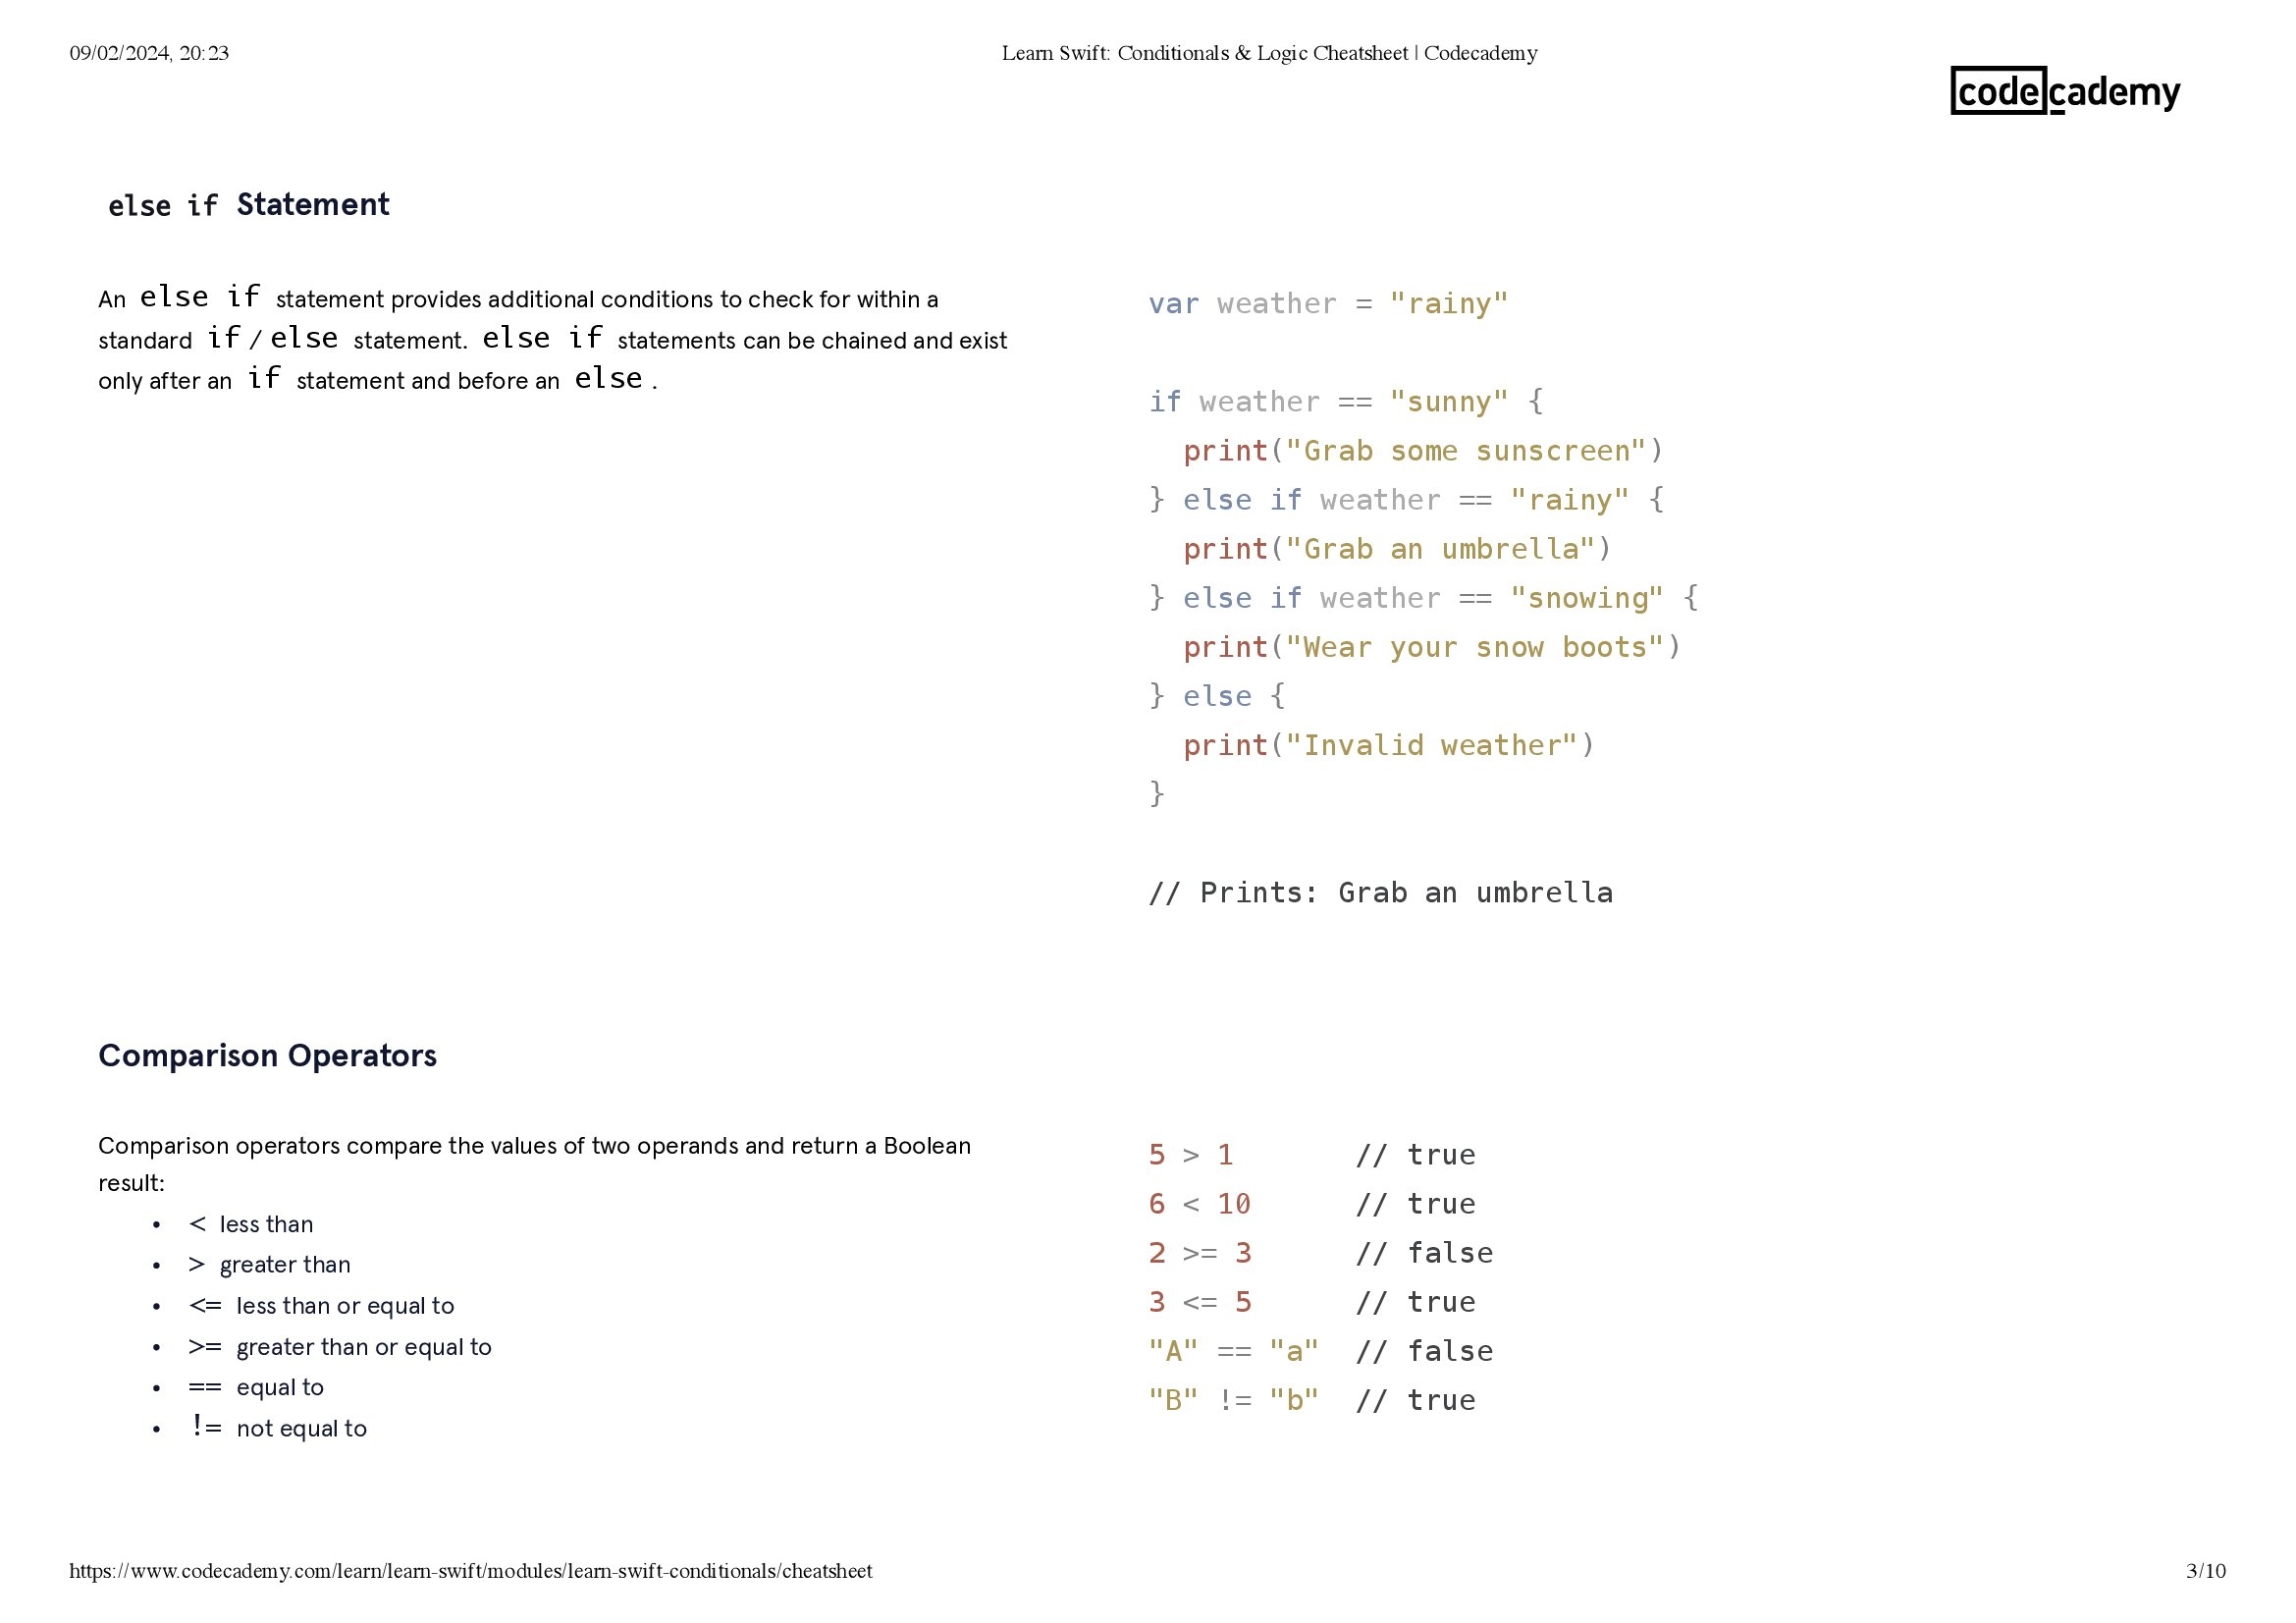 09/02/2024, 20:23
Learn Swift: Conditionals & Logic Cheatsheet | Codecademy
codecademy
else if Statement
An else if statement provides additional conditions to check for within a
standard if / else statement. else if statements can be chained and exist
only after an if statement and before an else .
var weather = "rainy"
if weather == "sunny" {
  print("Grab some sunscreen")
} else if weather == "rainy" {
  print("Grab an umbrella")
} else if weather == "snowing" {
  print("Wear your snow boots")
} else {
  print("Invalid weather")
}
// Prints: Grab an umbrella
Comparison Operators
Comparison operators compare the values of two operands and return a Boolean
result:
• < less than
• > greater than
• <= less than or equal to
• >= greater than or equal to
• == equal to
• != not equal to
5 > 1       // true
6 < 10      // true
2 >= 3      // false
3 <= 5      // true
"A" == "a"  // false
"B" != "b"  // true
https://www.codecademy.com/learn/learn-swift/modules/learn-swift-conditionals/cheatsheet
3/10